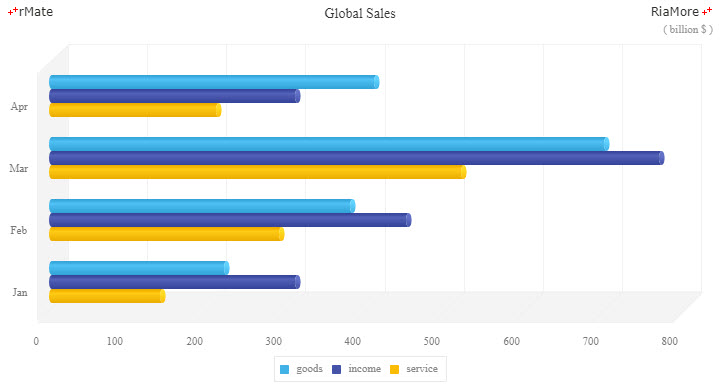 rMate
Global Sales
RiaMore
( billion $ )
Apr
Mar
Feb
Jan
0 100 200 300 400 500 600 700 800
goods income service